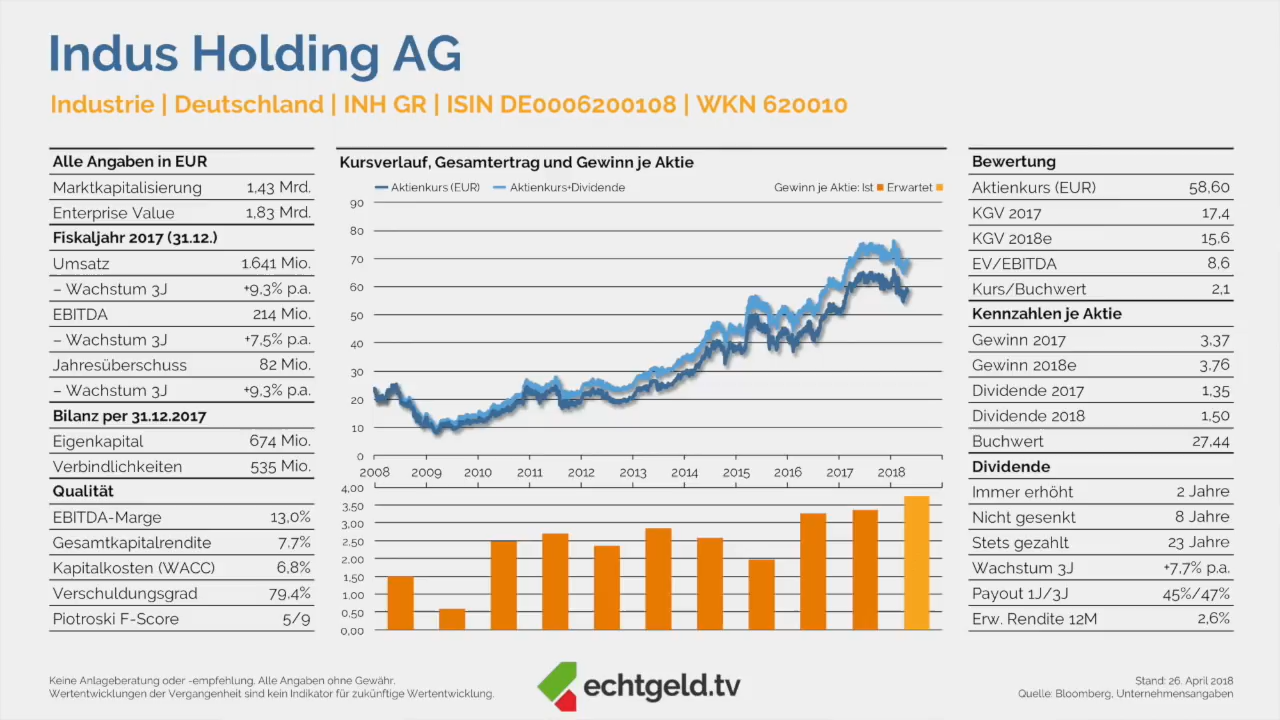 Indus Holding AG
Industrie | Deutschland | INH GR | ISIN DE0006200108 | WKN 620010
Alle Angaben in EUR
Marktkapitalisierung 1,43 Mrd.
Enterprise Value 1,83 Mrd.
Fiskaljahr 2017 (31.12.)
Umsatz 1.641 Mio.
– Wachstum 3J +9,3% p.a.
EBITDA 214 Mio.
– Wachstum 3J +7,5% p.a.
Jahresüberschuss 82 Mio.
– Wachstum 3J +9,3% p.a.
Bilanz per 31.12.2017
Eigenkapital 674 Mio.
Verbindlichkeiten 535 Mio.
Qualität
EBITDA-Marge 13,0%
Gesamtkapitalrendite 7,7%
Kapitalkosten (WACC) 6,8%
Verschuldungsgrad 79,4%
Piotroski F-Score 5/9
Kursverlauf, Gesamtertrag und Gewinn je Aktie
Aktienkurs (EUR) Aktienkurs+Dividende Gewinn je Aktie: Ist Erwartet
90
80
70
60
50
40
30
20
10
0
2008 2009 2010 2011 2012 2013 2014 2015 2016 2017 2018
4,00
3,50
3,00
2,50
2,00
1,50
1,00
0,50
0,00
Bewertung
Aktienkurs (EUR) 58,60
KGV 2017 17,4
KGV 2018e 15,6
EV/EBITDA 8,6
Kurs/Buchwert 2,1
Kennzahlen je Aktie
Gewinn 2017 3,37
Gewinn 2018e 3,76
Dividende 2017 1,35
Dividende 2018 1,50
Buchwert 27,44
Dividende
Immer erhöht 2 Jahre
Nicht gesenkt 8 Jahre
Stets gezahlt 23 Jahre
Wachstum 3J +7,7% p.a.
Payout 1J/3J 45%/47%
Erw. Rendite 12M 2,6%
Keine Anlageberatung oder -empfehlung. Alle Angaben ohne Gewähr.
Wertentwicklungen der Vergangenheit sind kein Indikator für zukünftige Wertentwicklung.
echtgeld.tv
Stand: 26. April 2018
Quelle: Bloomberg, Unternehmensangaben